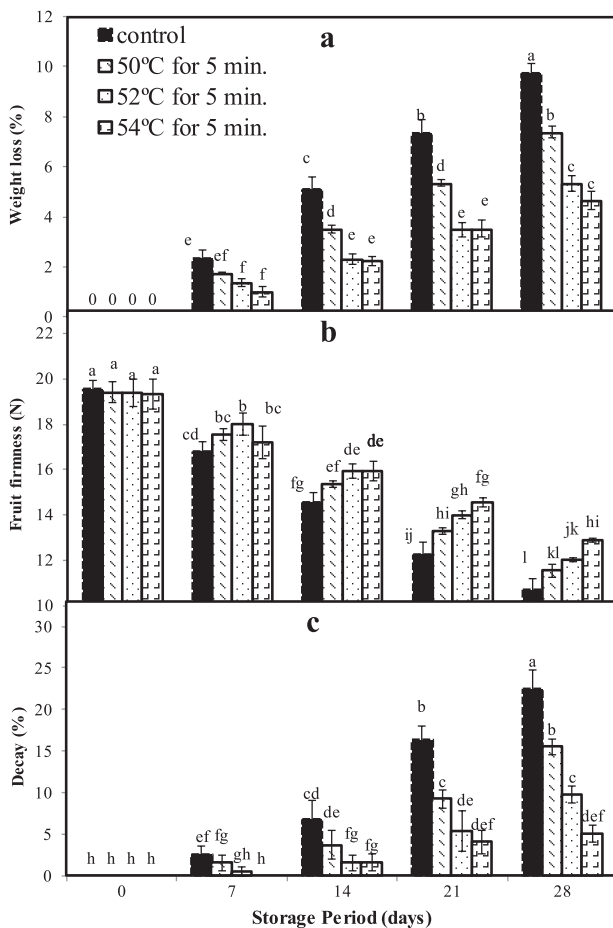 12
a
control
50ºC for 5 min.
52ºC for 5 min.
54ºC for 5 min.
10
8
6
4
2
0
Weight loss (%)
0 0 0 0
e ef f f
c d e e
b d e e
a b c c
22
b
20
18
16
14
12
10
Fruit firmness (N)
a a a a
cd bc b bc
fg ef de de
ij hi gh fg
l kl jk hi
30
c
25
20
15
10
5
0
Decay (%)
h h h h
ef fg gh h
cd de fg fg
b c de def
a b c def
0 7 14 21 28
Storage Period (days)